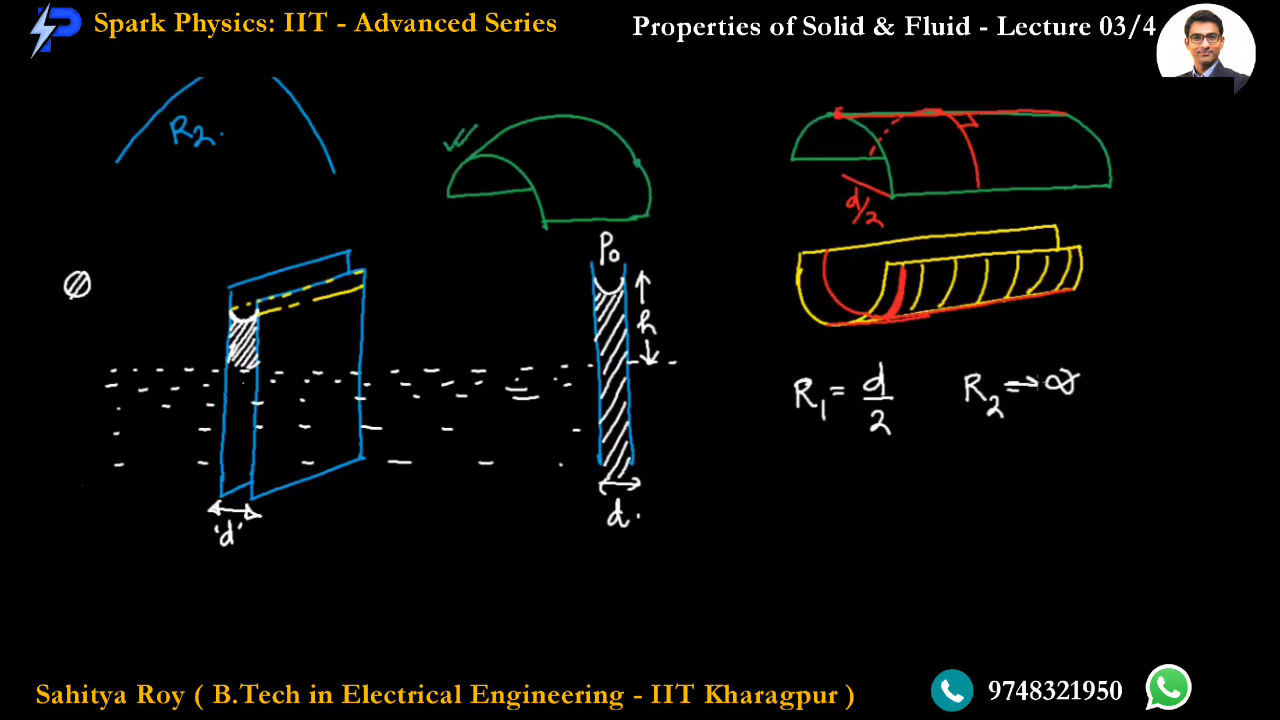 Spark Physics: IIT - Advanced Series
Properties of Solid & Fluid - Lecture 03/4
R2.
d/2
P0
h
R1 = d/2 R2 → ∞
'd'
d.
Sahitya Roy ( B.Tech in Electrical Engineering - IIT Kharagpur )
9748321950